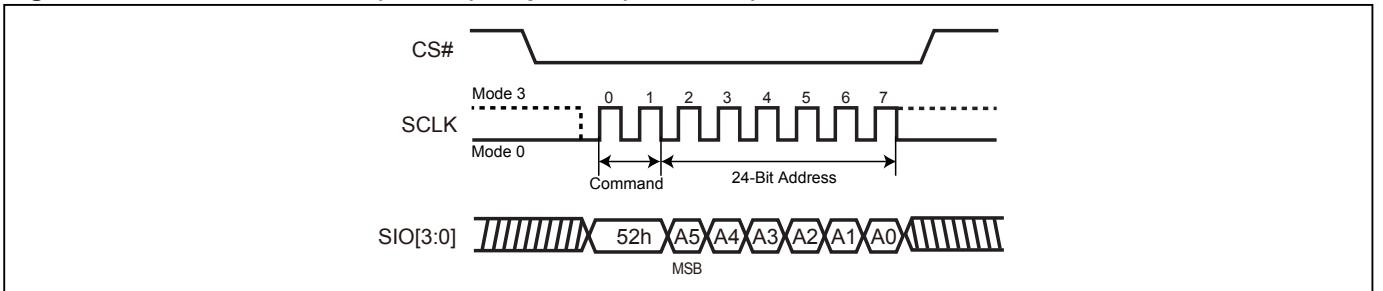 CS#
Mode 3
0 1 2 3 4 5 6 7
SCLK
Mode 0
Command
24-Bit Address
SIO[3:0]
52h A5 A4 A3 A2 A1 A0
MSB